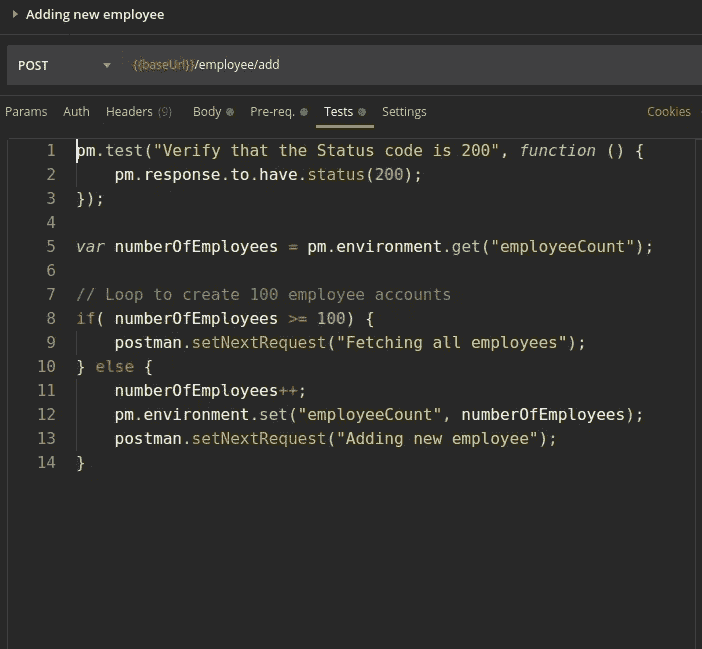 Adding new employee
POST {{baseUrl}}/employee/add
Params Auth Headers (9) Body Pre-req. Tests Settings Cookies
1 pm.test("Verify that the Status code is 200", function () {
2 pm.response.to.have.status(200);
3 });
4
5 var numberOfEmployees = pm.environment.get("employeeCount");
6
7 // Loop to create 100 employee accounts
8 if( numberOfEmployees >= 100) {
9 postman.setNextRequest("Fetching all employees");
10 } else {
11 numberOfEmployees++;
12 pm.environment.set("employeeCount", numberOfEmployees);
13 postman.setNextRequest("Adding new employee");
14 }